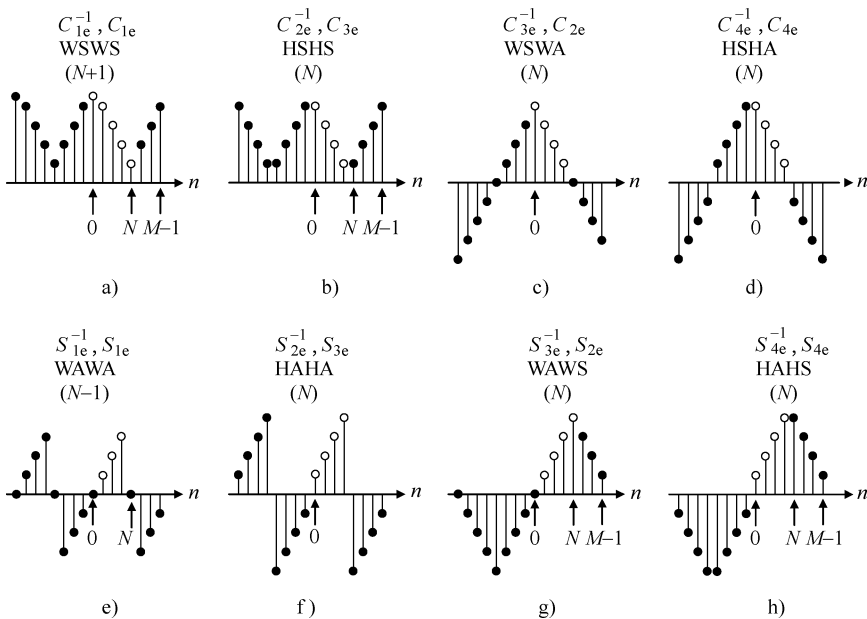 C_{1e}^{-1}, C_{1e}
WSWS
(N+1)
n
0 N M−1
a)
C_{2e}^{-1}, C_{3e}
HSHS
(N)
n
0 N M−1
b)
C_{3e}^{-1}, C_{2e}
WSWA
(N)
n
0
c)
C_{4e}^{-1}, C_{4e}
HSHA
(N)
n
0
d)
S_{1e}^{-1}, S_{1e}
WAWA
(N−1)
n
0 N
e)
S_{2e}^{-1}, S_{3e}
HAHA
(N)
n
0
f)
S_{3e}^{-1}, S_{2e}
WAWS
(N)
n
0 N M−1
g)
S_{4e}^{-1}, S_{4e}
HAHS
(N)
n
0 N M−1
h)